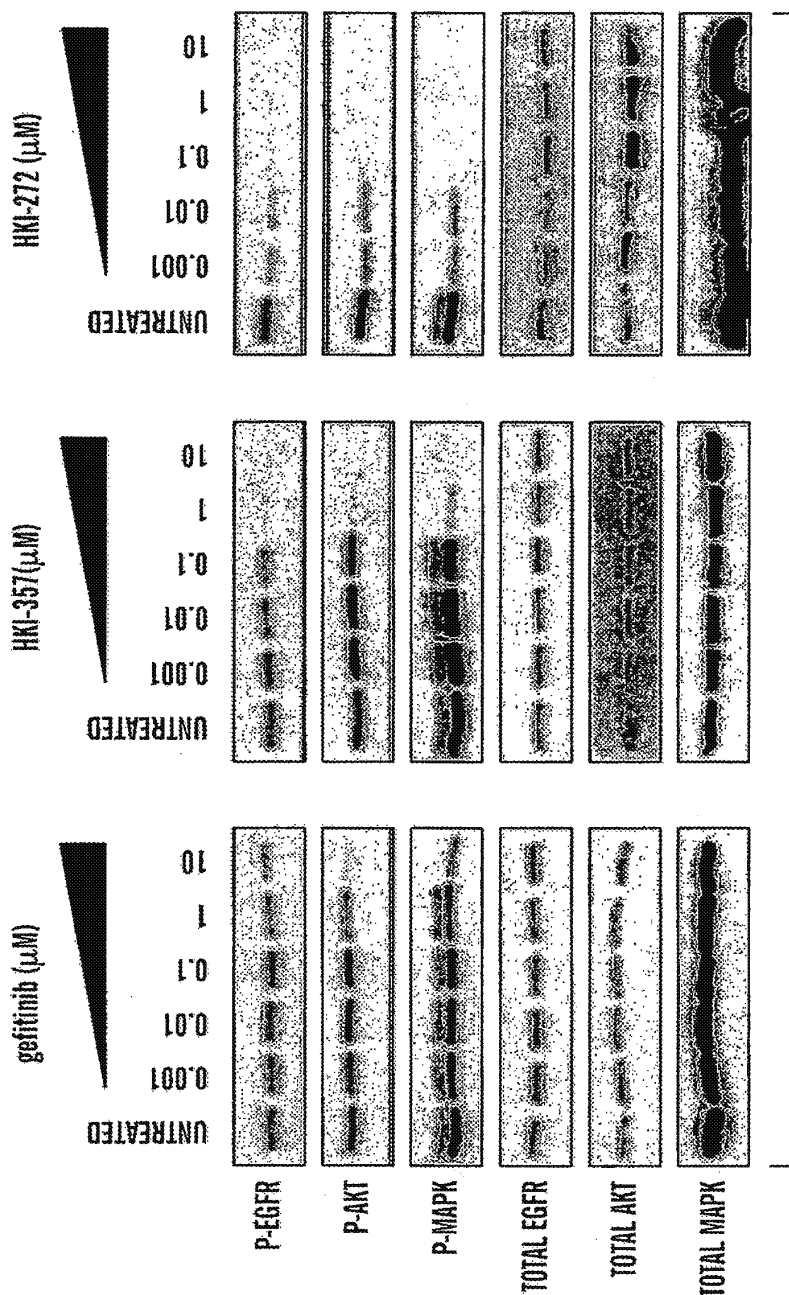 gefitinib (μM)
UNTREATED
0.001
0.01
0.1
1
10
HKI-357(μM)
UNTREATED
0.001
0.01
0.1
1
10
HKI-272 (μM)
UNTREATED
0.001
0.01
0.1
1
10
P-EGFR
P-AKT
P-MAPK
TOTAL EGFR
TOTAL AKT
TOTAL MAPK